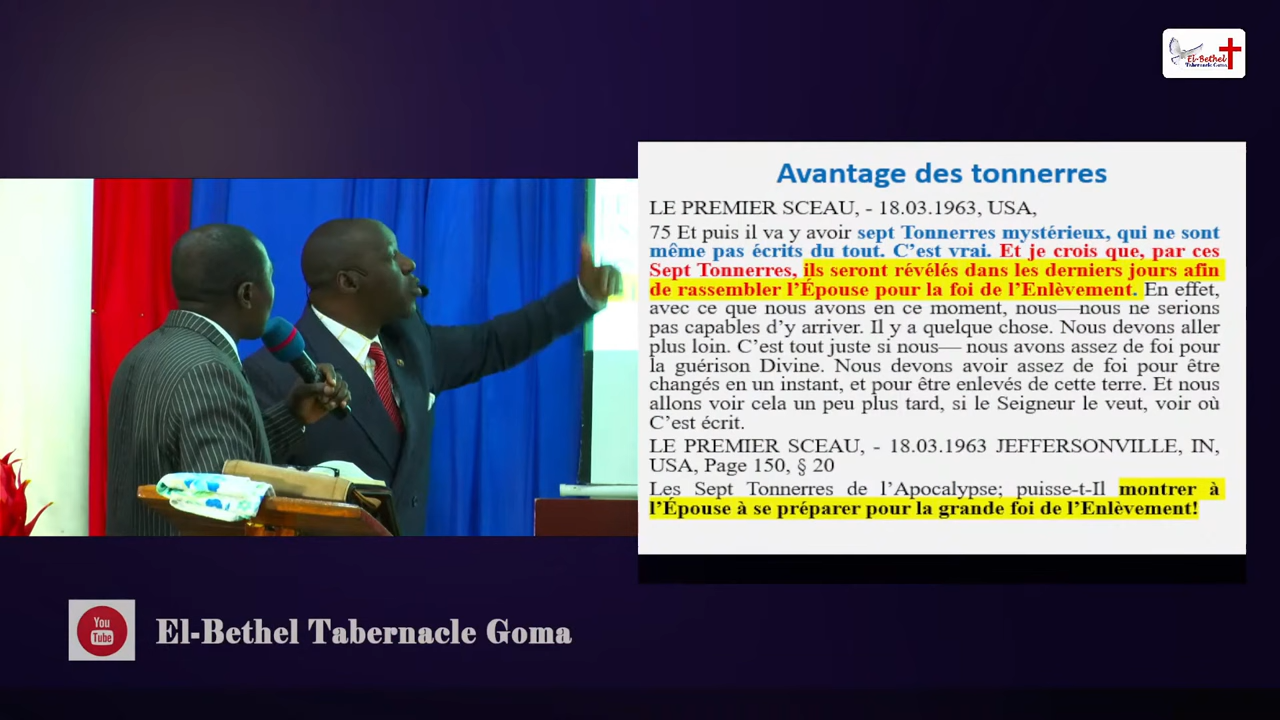 El-Bethel
Tabernacle Goma
Avantage des tonnerres
LE PREMIER SCEAU, - 18.03.1963, USA,
75 Et puis il va y avoir sept Tonnerres mystérieux, qui ne sont
même pas écrits du tout. C’est vrai. Et je crois que, par ces
Sept Tonnerres, ils seront révélés dans les derniers jours afin
de rassembler l’Épouse pour la foi de l’Enlèvement. En effet,
avec ce que nous avons en ce moment, nous—nous ne serions
pas capables d’y arriver. Il y a quelque chose. Nous devons aller
plus loin. C’est tout juste si nous— nous avons assez de foi pour
la guérison Divine. Nous devons avoir assez de foi pour être
changés en un instant, et pour être enlevés de cette terre. Et nous
allons voir cela un peu plus tard, si le Seigneur le veut, voir où
C’est écrit.
LE PREMIER SCEAU, - 18.03.1963 JEFFERSONVILLE, IN,
USA, Page 150, § 20
Les Sept Tonnerres de l’Apocalypse; puisse-t-Il montrer à
l’Épouse à se préparer pour la grande foi de l’Enlèvement!
You
Tube
El-Bethel Tabernacle Goma